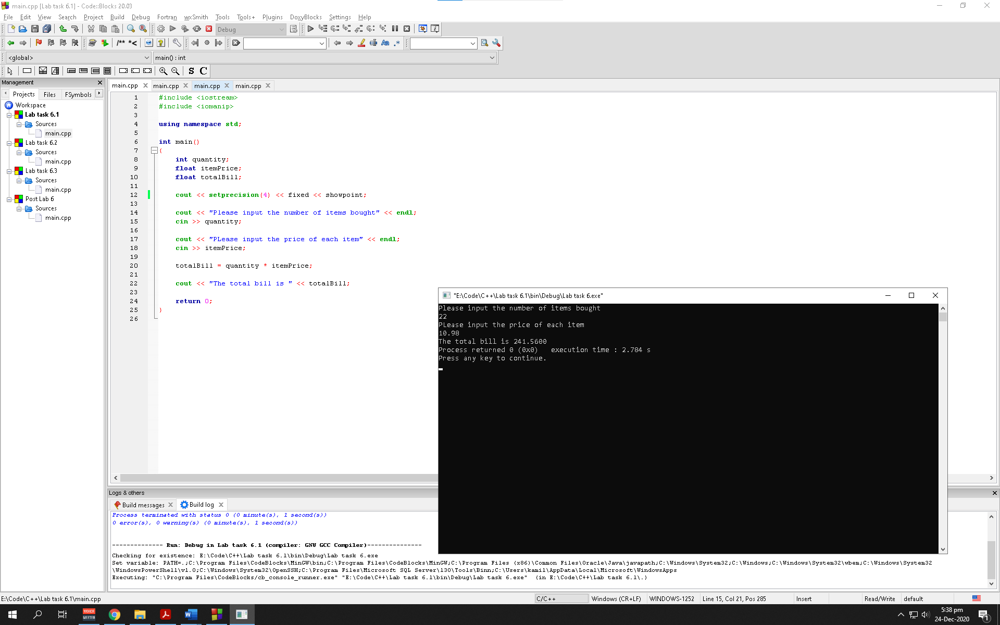 main.cpp [Lab task 6.1] - Code::Blocks 20.03
File Edit View Search Project Build Debug Fortran wxSmith Tools Tools+ Plugins DoxyBlocks Settings Help
Debug
/** *<
<global> main() : int
S C
Management
Projects Files FSymbols
Workspace
Lab task 6.1
Sources
main.cpp
Lab task 6.2
Sources
main.cpp
Lab task 6.3
Sources
main.cpp
Post Lab 6
Sources
main.cpp
main.cpp main.cpp main.cpp main.cpp
1 #include <iostream>
2 #include <iomanip>
3
4 using namespace std;
5
6 int main()
7 {
8 int quantity;
9 float itemPrice;
10 float totalBill;
11
12 cout << setprecision(4) << fixed << showpoint;
13
14 cout << "Please input the number of items bought" << endl;
15 cin >> quantity;
16
17 cout << "PLease input the price of each item" << endl;
18 cin >> itemPrice;
19
20 totalBill = quantity * itemPrice;
21
22 cout << "The total bill is " << totalBill;
23
24 return 0;
25 }
26
"E:\Code\C++\Lab task 6.1\bin\Debug\Lab task 6.exe"
Please input the number of items bought
22
PLease input the price of each item
10.98
The total bill is 241.5600
Process returned 0 (0x0) execution time : 2.784 s
Press any key to continue.
Logs & others
Build messages Build log
Process terminated with status 0 (0 minute(s), 1 second(s))
0 error(s), 0 warning(s) (0 minute(s), 1 second(s))
-------------- Run: Debug in Lab task 6.1 (compiler: GNU GCC Compiler)---------------
Checking for existence: E:\Code\C++\Lab task 6.1\bin\Debug\Lab task 6.exe
Set variable: PATH=.;C:\Program Files\CodeBlocks\MinGW\bin;C:\Program Files\CodeBlocks\MinGW;C:\Program Files (x86)\Common Files\Oracle\Java\javapath;C:\Windows\System32;C:\Windows;C:\Windows\System32\wbem;C:\Windows\System32
\WindowsPowerShell\v1.0;C:\Windows\System32\OpenSSH;C:\Program Files\Microsoft SQL Server\130\Tools\Binn;C:\Users\kamil\AppData\Local\Microsoft\WindowsApps
Executing: "C:\Program Files\CodeBlocks/cb_console_runner.exe" "E:\Code\C++\Lab task 6.1\bin\Debug\Lab task 6.exe" (in E:\Code\C++\Lab task 6.1\.)
E:\Code\C++\Lab task 6.1\main.cpp C/C++ Windows (CR+LF) WINDOWS-1252 Line 15, Col 21, Pos 285 Insert Read/Write default
VOICE
MEETER
5:38 pm
24-Dec-2020
1